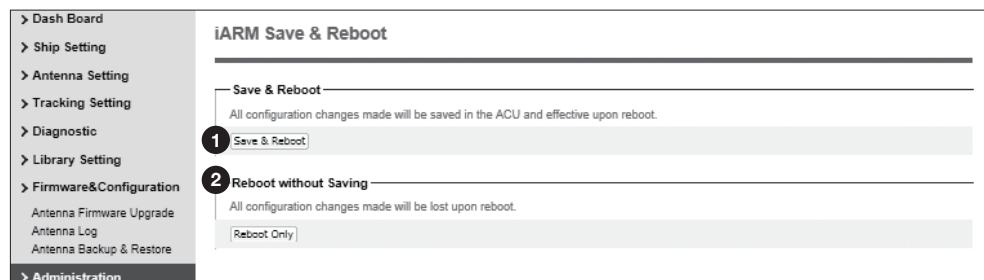 > Dash Board
> Ship Setting
> Antenna Setting
> Tracking Setting
> Diagnostic
> Library Setting
> Firmware&Configuration
Antenna Firmware Upgrade
Antenna Log
Antenna Backup & Restore
> Administration
iARM Save & Reboot
Save & Reboot
All configuration changes made will be saved in the ACU and effective upon reboot.
1 Save & Reboot
2 Reboot without Saving
All configuration changes made will be lost upon reboot.
Reboot Only